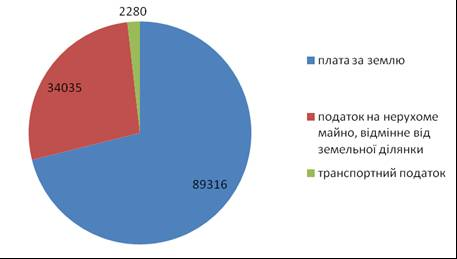 2280
34035
89316
плата за землю
податок на нерухоме
майно, відмінне від
земельної ділянки
транспортний податок